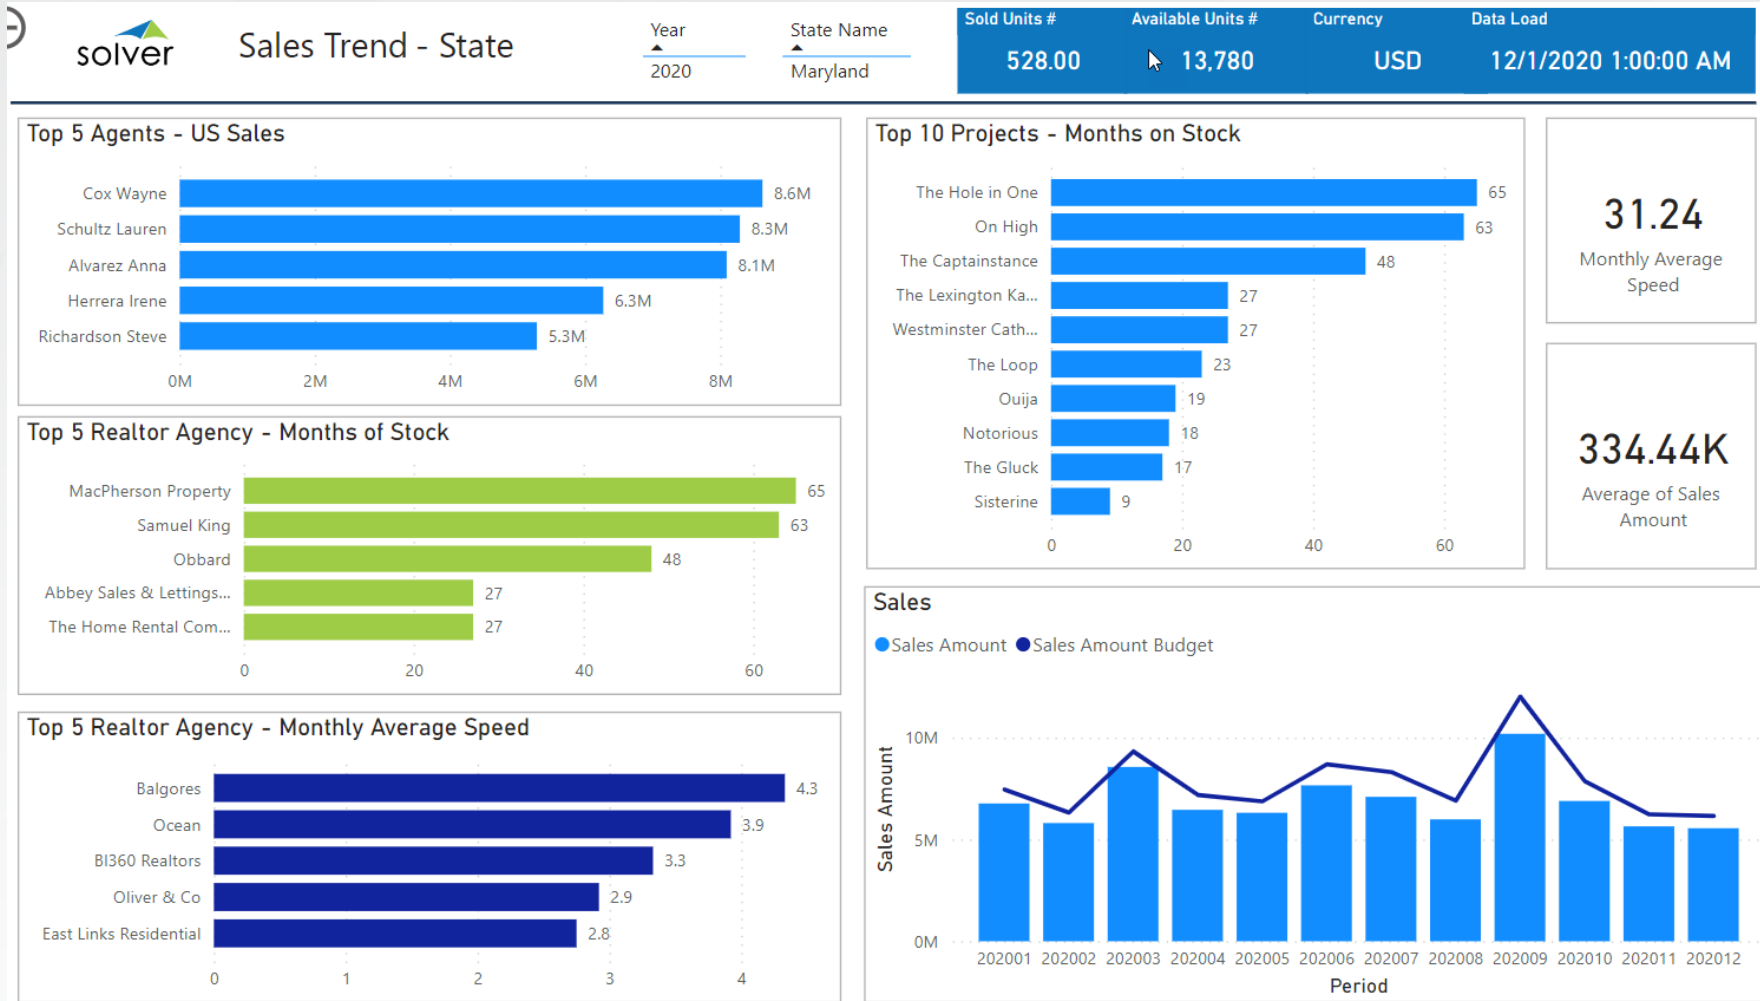 solver
Sales Trend - State
Year
2020
State Name
Maryland
Sold Units #
528.00
Available Units #
13,780
Currency
USD
Data Load
12/1/2020 1:00:00 AM
Top 5 Agents - US Sales
Cox Wayne 8.6M
Schultz Lauren 8.3M
Alvarez Anna 8.1M
Herrera Irene 6.3M
Richardson Steve 5.3M
0M 2M 4M 6M 8M
Top 5 Realtor Agency - Months of Stock
MacPherson Property 65
Samuel King 63
Obbard 48
Abbey Sales & Lettings... 27
The Home Rental Com... 27
0 20 40 60
Top 5 Realtor Agency - Monthly Average Speed
Balgores 4.3
Ocean 3.9
BI360 Realtors 3.3
Oliver & Co 2.9
East Links Residential 2.8
0 1 2 3 4
Top 10 Projects - Months on Stock
The Hole in One 65
On High 63
The Captainstance 48
The Lexington Ka... 27
Westminster Cath... 27
The Loop 23
Ouija 19
Notorious 18
The Gluck 17
Sisterine 9
0 20 40 60
31.24
Monthly Average
Speed
334.44K
Average of Sales
Amount
Sales
Sales Amount Sales Amount Budget
Sales Amount
10M
5M
0M
202001 202002 202003 202004 202005 202006 202007 202008 202009 202010 202011 202012
Period